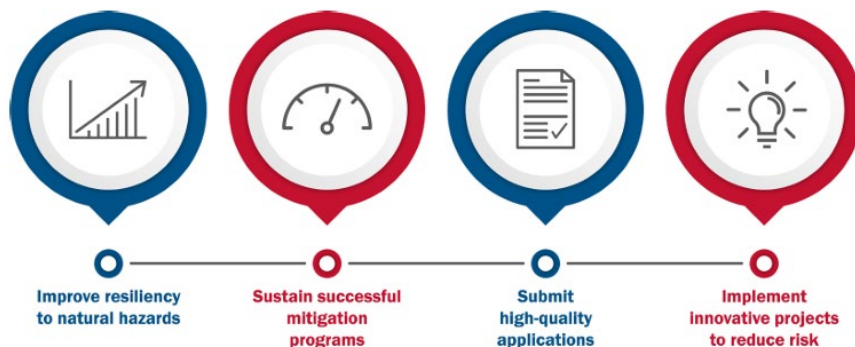 Improve resiliency
to natural hazards
Sustain successful
mitigation
programs
Submit
high-quality
applications
Implement
innovative projects
to reduce risk